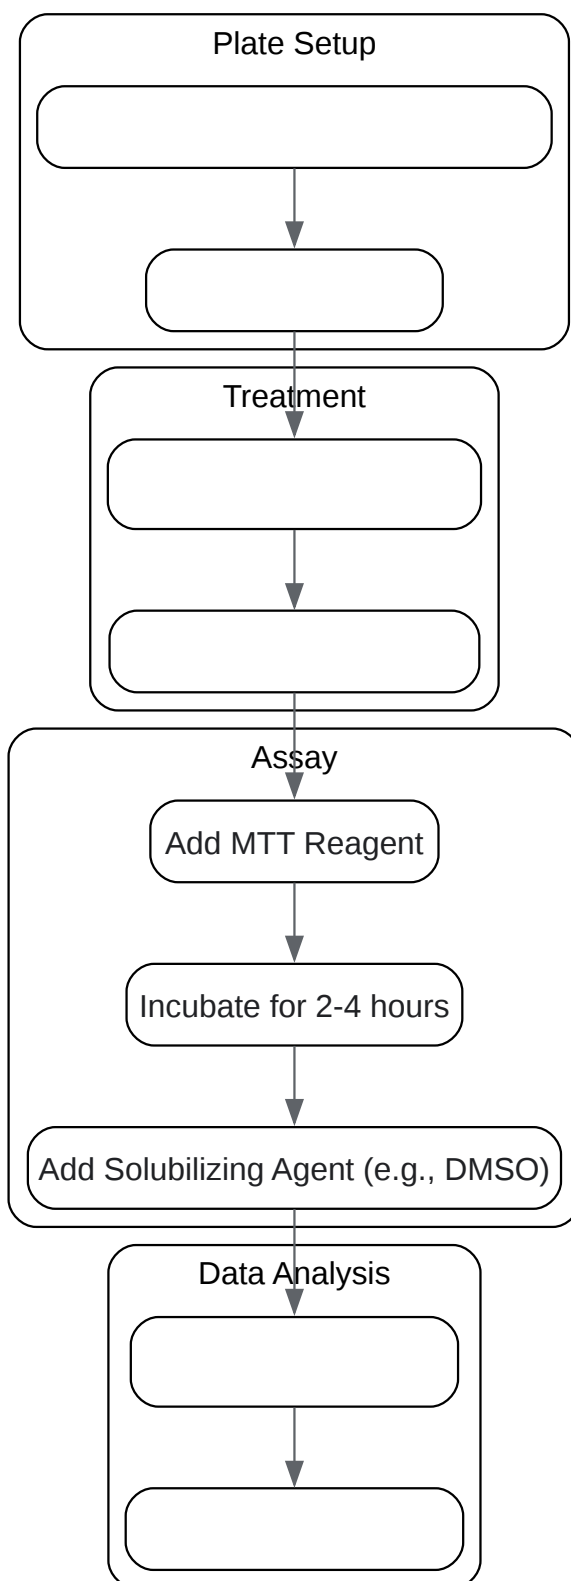 Plate Setup
Treatment
Assay
Add MTT Reagent
Incubate for 2-4 hours
Add Solubilizing Agent (e.g., DMSO)
Data Analysis